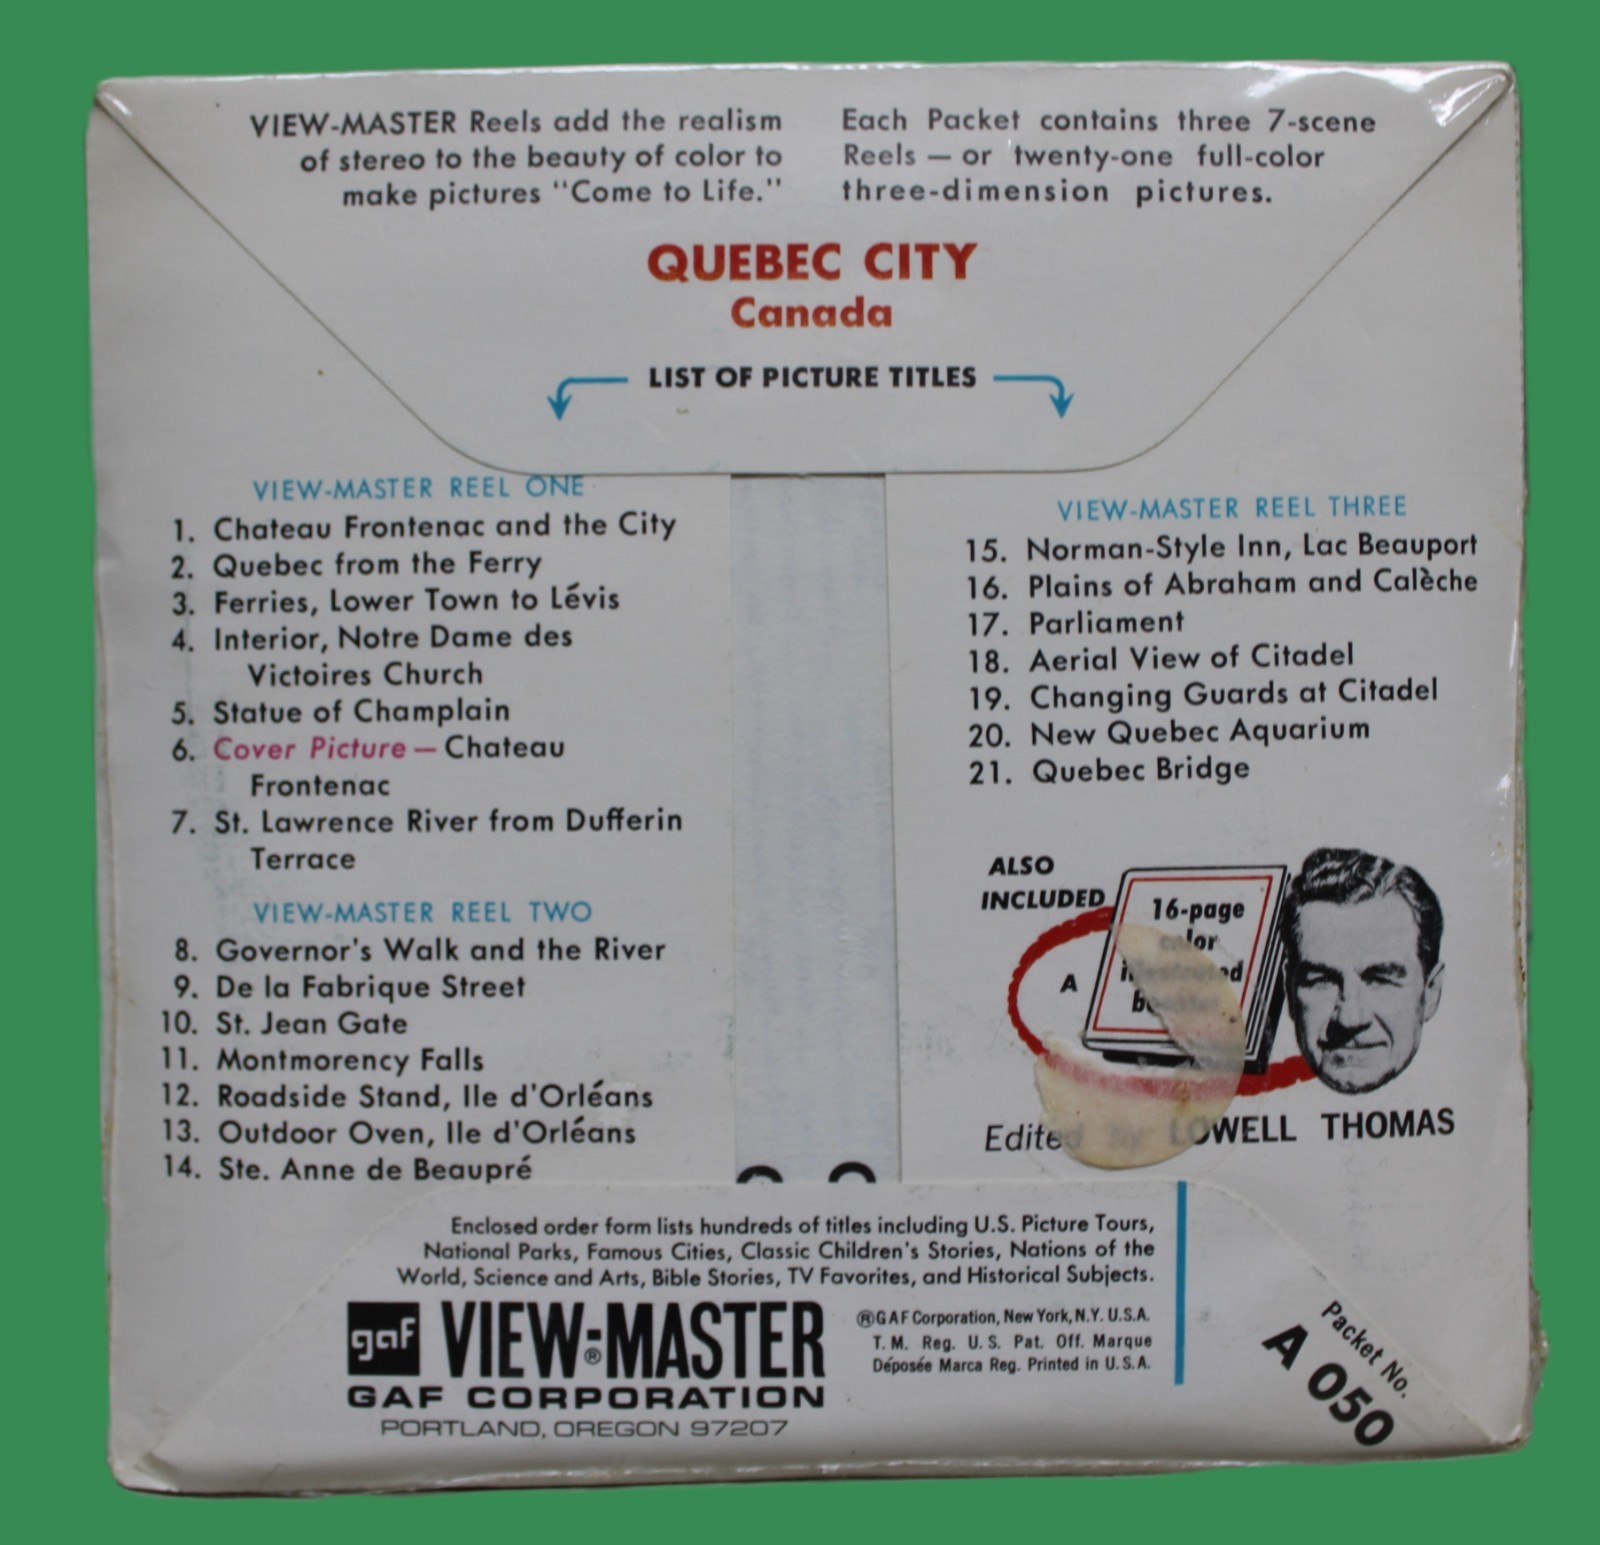 VIEW-MASTER Reels add the realism
of stereo to the beauty of color to
make pictures "Come to Life."
Each Packet contains three 7-scene
Reels — or twenty-one full-color
three-dimension pictures.
QUEBEC CITY
Canada
LIST OF PICTURE TITLES
VIEW-MASTER REEL ONE
1. Chateau Frontenac and the City
2. Quebec from the Ferry
3. Ferries, Lower Town to Lévis
4. Interior, Notre Dame des
Victoires Church
5. Statue of Champlain
6. Cover Picture — Chateau
Frontenac
7. St. Lawrence River from Dufferin
Terrace
VIEW-MASTER REEL TWO
8. Governor's Walk and the River
9. De la Fabrique Street
10. St. Jean Gate
11. Montmorency Falls
12. Roadside Stand, Ile d'Orléans
13. Outdoor Oven, Ile d'Orléans
14. Ste. Anne de Beaupré
VIEW-MASTER REEL THREE
15. Norman-Style Inn, Lac Beauport
16. Plains of Abraham and Calèche
17. Parliament
18. Aerial View of Citadel
19. Changing Guards at Citadel
20. New Quebec Aquarium
21. Quebec Bridge
ALSO
INCLUDED
A
16-page
color
illustrated
Edited by LOWELL THOMAS
Enclosed order form lists hundreds of titles including U.S. Picture Tours,
National Parks, Famous Cities, Classic Children's Stories, Nations of the
World, Science and Arts, Bible Stories, TV Favorites, and Historical Subjects.
gaf VIEW-MASTER ®
GAF CORPORATION
PORTLAND, OREGON 97207
®GAF Corporation, New York, N.Y. U.S.A.
T.M. Reg. U.S. Pat. Off. Marque
Déposée Marca Reg. Printed in U.S.A.
Packet No.
A 050